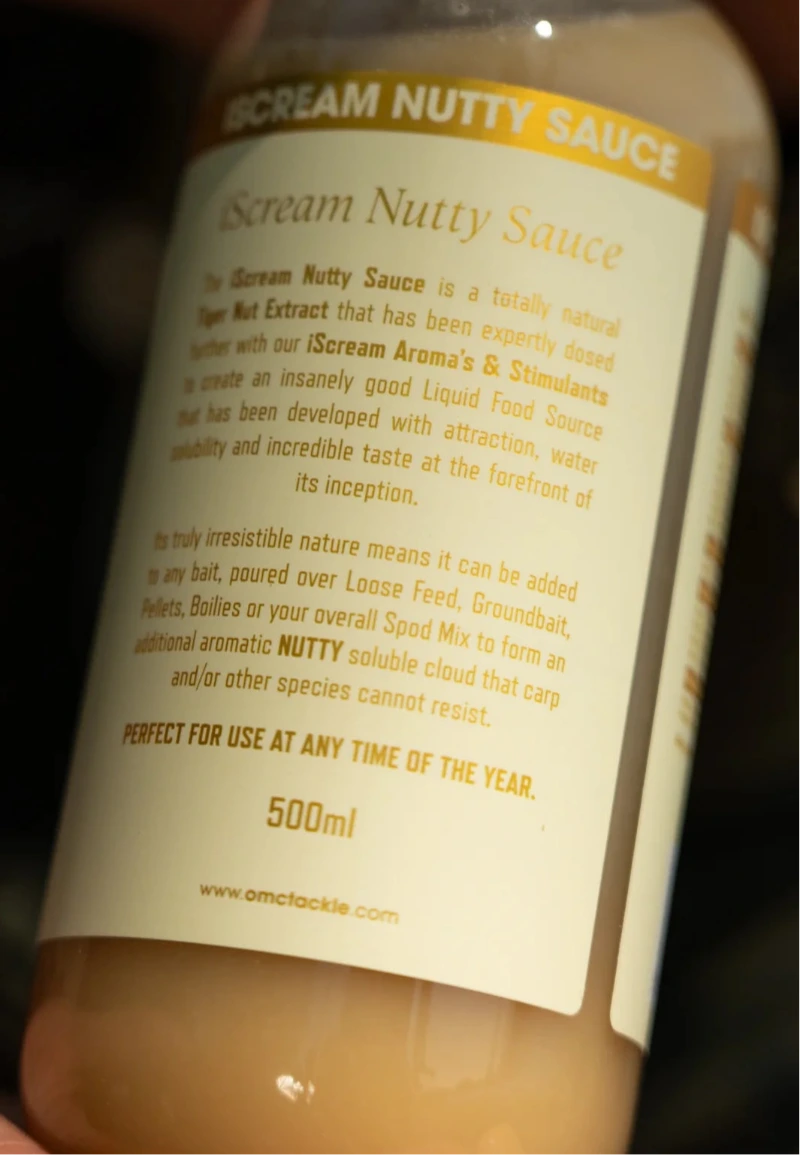 iSCREAM NUTTY SAUCE
iScream Nutty Sauce
The iScream Nutty Sauce is a totally natural
Tiger Nut Extract that has been expertly dosed
further with our iScream Aroma's & Stimulants
to create an insanely good Liquid Food Source
that has been developed with attraction, water
solubility and incredible taste at the forefront of
its inception.
Its truly irresistible nature means it can be added
to any bait, poured over Loose Feed, Groundbait,
Pellets, Boilies or your overall Spod Mix to form an
additional aromatic NUTTY soluble cloud that carp
and/or other species cannot resist.
PERFECT FOR USE AT ANY TIME OF THE YEAR.
500ml
www.omctackle.com